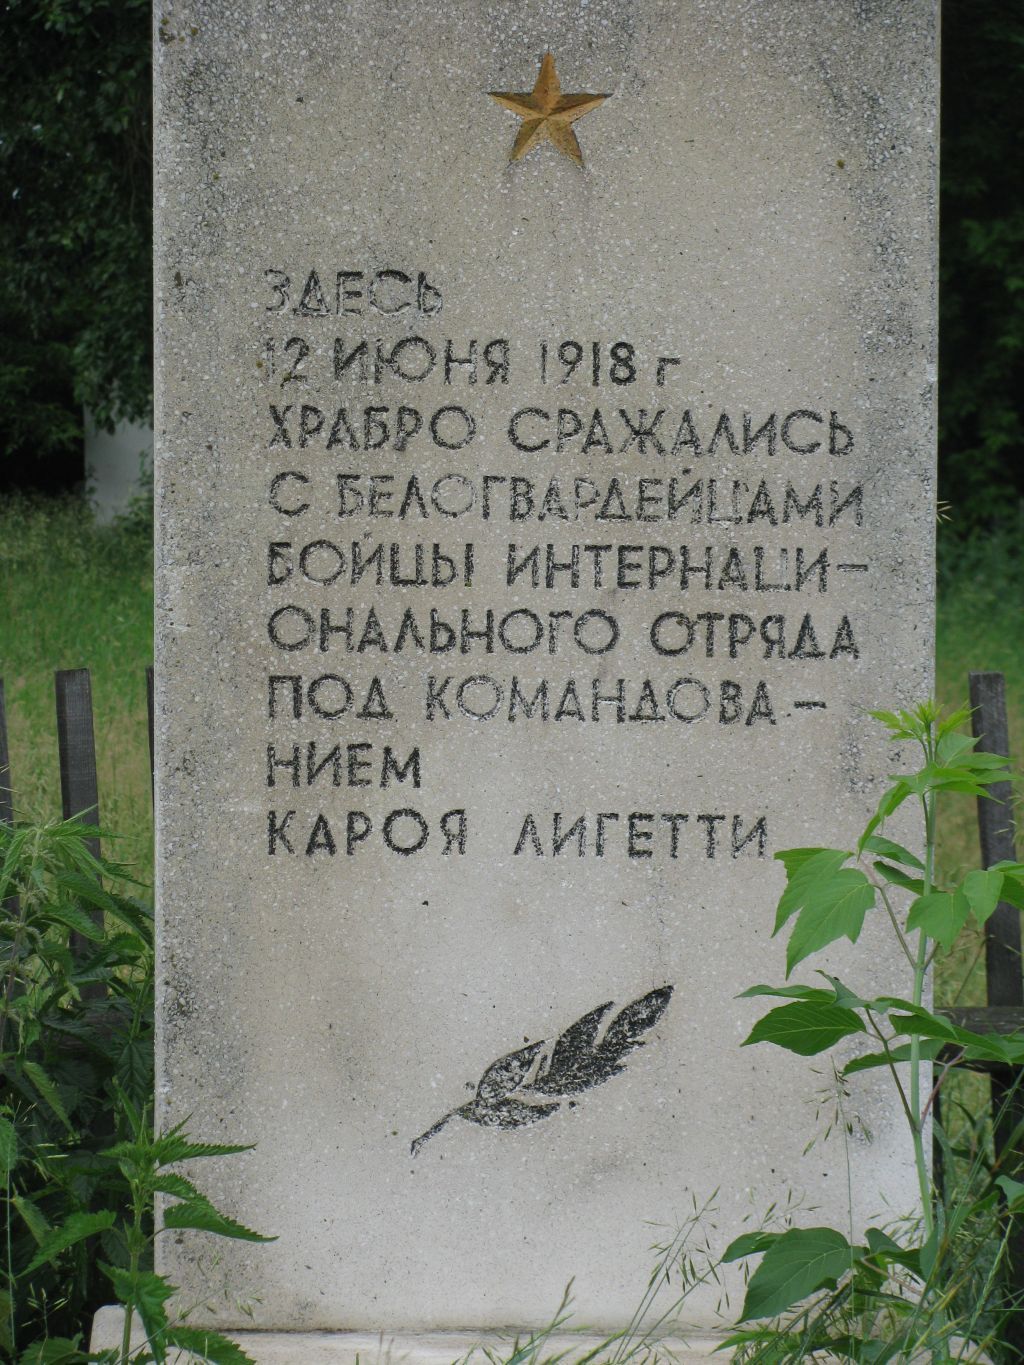 ЗДЕСЬ
12 ИЮНЯ 1918 г
ХРАБРО СРАЖАЛИСЬ
С БЕЛОГВАРДЕЙЦАМИ
БОЙЦЫ ИНТЕРНАЦИ-
ОНАЛЬНОГО ОТРЯДА
ПОД КОМАНДОВА-
НИЕМ
КАРОЯ ЛИГЕТТИ